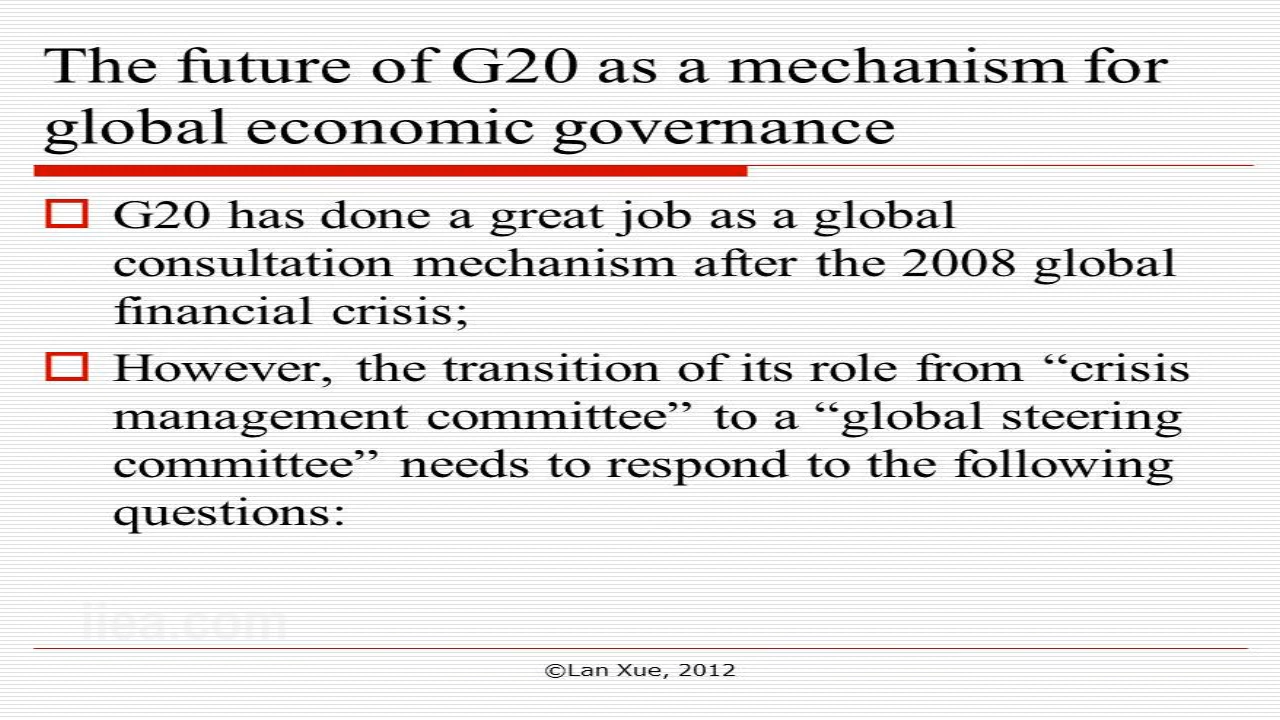 The future of G20 as a mechanism for
global economic governance
G20 has done a great job as a global
consultation mechanism after the 2008 global
financial crisis;
However, the transition of its role from “crisis
management committee” to a “global steering
committee” needs to respond to the following
questions:
iiea.com
©Lan Xue, 2012